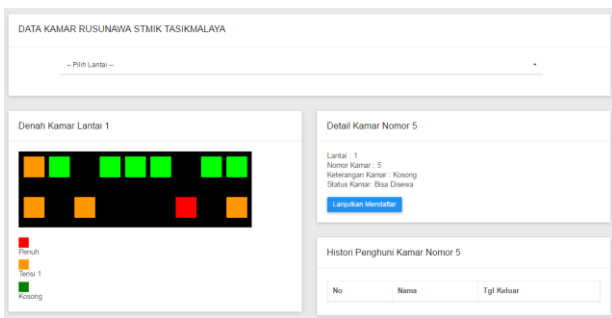 DATA KAMAR RUSUNAWA STMIK TASIKMALAYA
-- Pilih Lantai --
Denah Kamar Lantai 1
Penuh
Terisi 1
Kosong
Detail Kamar Nomor 5
Lantai : 1
Nomor Kamar : 5
Keterangan Kamar : Kosong
Status Kamar: Bisa Disewa
Lanjutkan Mendaftar
Histori Penghuni Kamar Nomor 5
No Nama Tgl Keluar